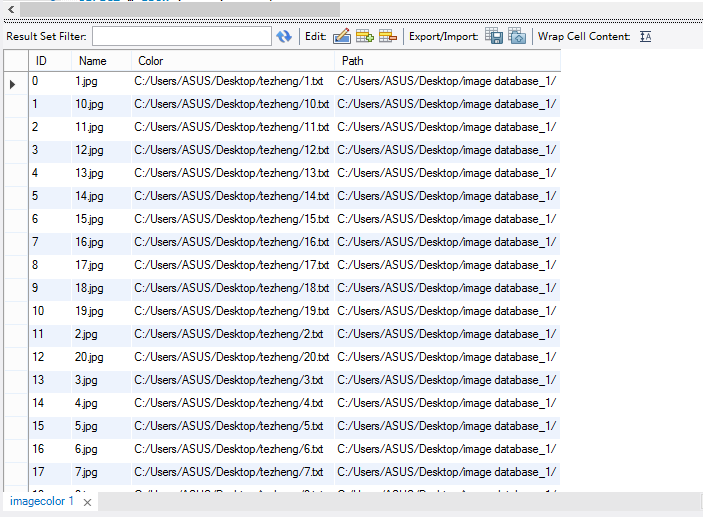 Result Set Filter: Edit: Export/Import: Wrap Cell Content: IA
ID Name Color Path
0 1.jpg C:/Users/ASUS/Desktop/tezheng/1.txt C:/Users/ASUS/Desktop/image database_1/
1 10.jpg C:/Users/ASUS/Desktop/tezheng/10.txt C:/Users/ASUS/Desktop/image database_1/
2 11.jpg C:/Users/ASUS/Desktop/tezheng/11.txt C:/Users/ASUS/Desktop/image database_1/
3 12.jpg C:/Users/ASUS/Desktop/tezheng/12.txt C:/Users/ASUS/Desktop/image database_1/
4 13.jpg C:/Users/ASUS/Desktop/tezheng/13.txt C:/Users/ASUS/Desktop/image database_1/
5 14.jpg C:/Users/ASUS/Desktop/tezheng/14.txt C:/Users/ASUS/Desktop/image database_1/
6 15.jpg C:/Users/ASUS/Desktop/tezheng/15.txt C:/Users/ASUS/Desktop/image database_1/
7 16.jpg C:/Users/ASUS/Desktop/tezheng/16.txt C:/Users/ASUS/Desktop/image database_1/
8 17.jpg C:/Users/ASUS/Desktop/tezheng/17.txt C:/Users/ASUS/Desktop/image database_1/
9 18.jpg C:/Users/ASUS/Desktop/tezheng/18.txt C:/Users/ASUS/Desktop/image database_1/
10 19.jpg C:/Users/ASUS/Desktop/tezheng/19.txt C:/Users/ASUS/Desktop/image database_1/
11 2.jpg C:/Users/ASUS/Desktop/tezheng/2.txt C:/Users/ASUS/Desktop/image database_1/
12 20.jpg C:/Users/ASUS/Desktop/tezheng/20.txt C:/Users/ASUS/Desktop/image database_1/
13 3.jpg C:/Users/ASUS/Desktop/tezheng/3.txt C:/Users/ASUS/Desktop/image database_1/
14 4.jpg C:/Users/ASUS/Desktop/tezheng/4.txt C:/Users/ASUS/Desktop/image database_1/
15 5.jpg C:/Users/ASUS/Desktop/tezheng/5.txt C:/Users/ASUS/Desktop/image database_1/
16 6.jpg C:/Users/ASUS/Desktop/tezheng/6.txt C:/Users/ASUS/Desktop/image database_1/
17 7.jpg C:/Users/ASUS/Desktop/tezheng/7.txt C:/Users/ASUS/Desktop/image database_1/
imagecolor 1